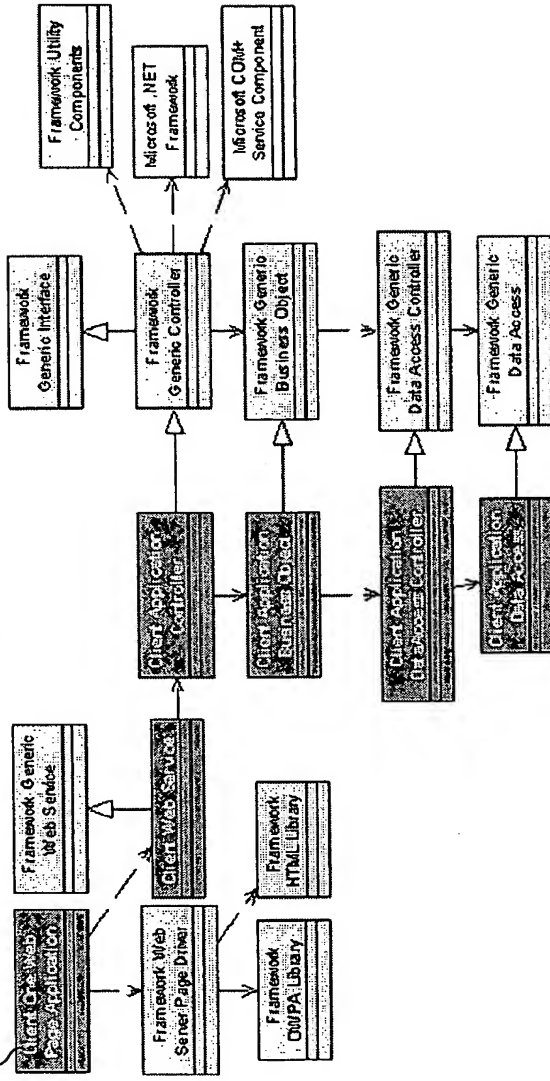 Framework Utility
Components
Framework
Generic Interface
Microsoft .NET
Framework
Framework
Generic Controller
Microsoft COM+
Service Component
Client Application
Controller
Framework Generic
Business Object
Client Application
Business Object
Framework Generic
Data Access Controller
Client Application
Data Access Controller
Framework Generic
Data Access
Client Application
Data Access
Framework Generic
Web Service
Client Web Service
Client One Web
Page Application
Framework Web
Server Page Driver
Framework
HTML Library
Framework
OWPA Library